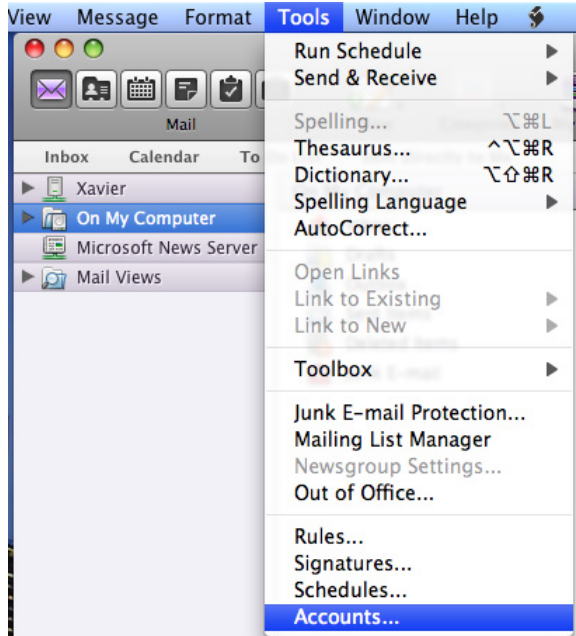 View Message Format Tools Window Help
Mail
Inbox Calendar To
Xavier
On My Computer
Microsoft News Server
Mail Views
Run Schedule
Send & Receive
Spelling... ⌥⌘L
Thesaurus... ^⌥⌘R
Dictionary... ⌥⇧⌘R
Spelling Language
AutoCorrect...
Open Links
Link to Existing
Link to New
Toolbox
Junk E-mail Protection...
Mailing List Manager
Newsgroup Settings...
Out of Office...
Rules...
Signatures...
Schedules...
Accounts...